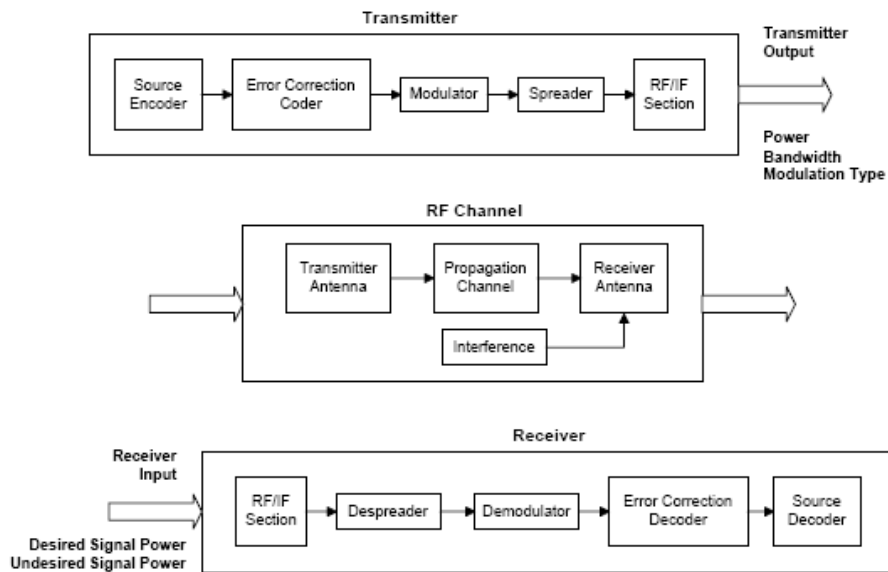 Transmitter
Source
Encoder
Error Correction
Coder
Modulator
Spreader
RF/IF
Section
Transmitter
Output
Power
Bandwidth
Modulation Type
RF Channel
Transmitter
Antenna
Propagation
Channel
Receiver
Antenna
Interference
Receiver
Receiver
Input
Desired Signal Power
Undesired Signal Power
RF/IF
Section
Despreader
Demodulator
Error Correction
Decoder
Source
Decoder